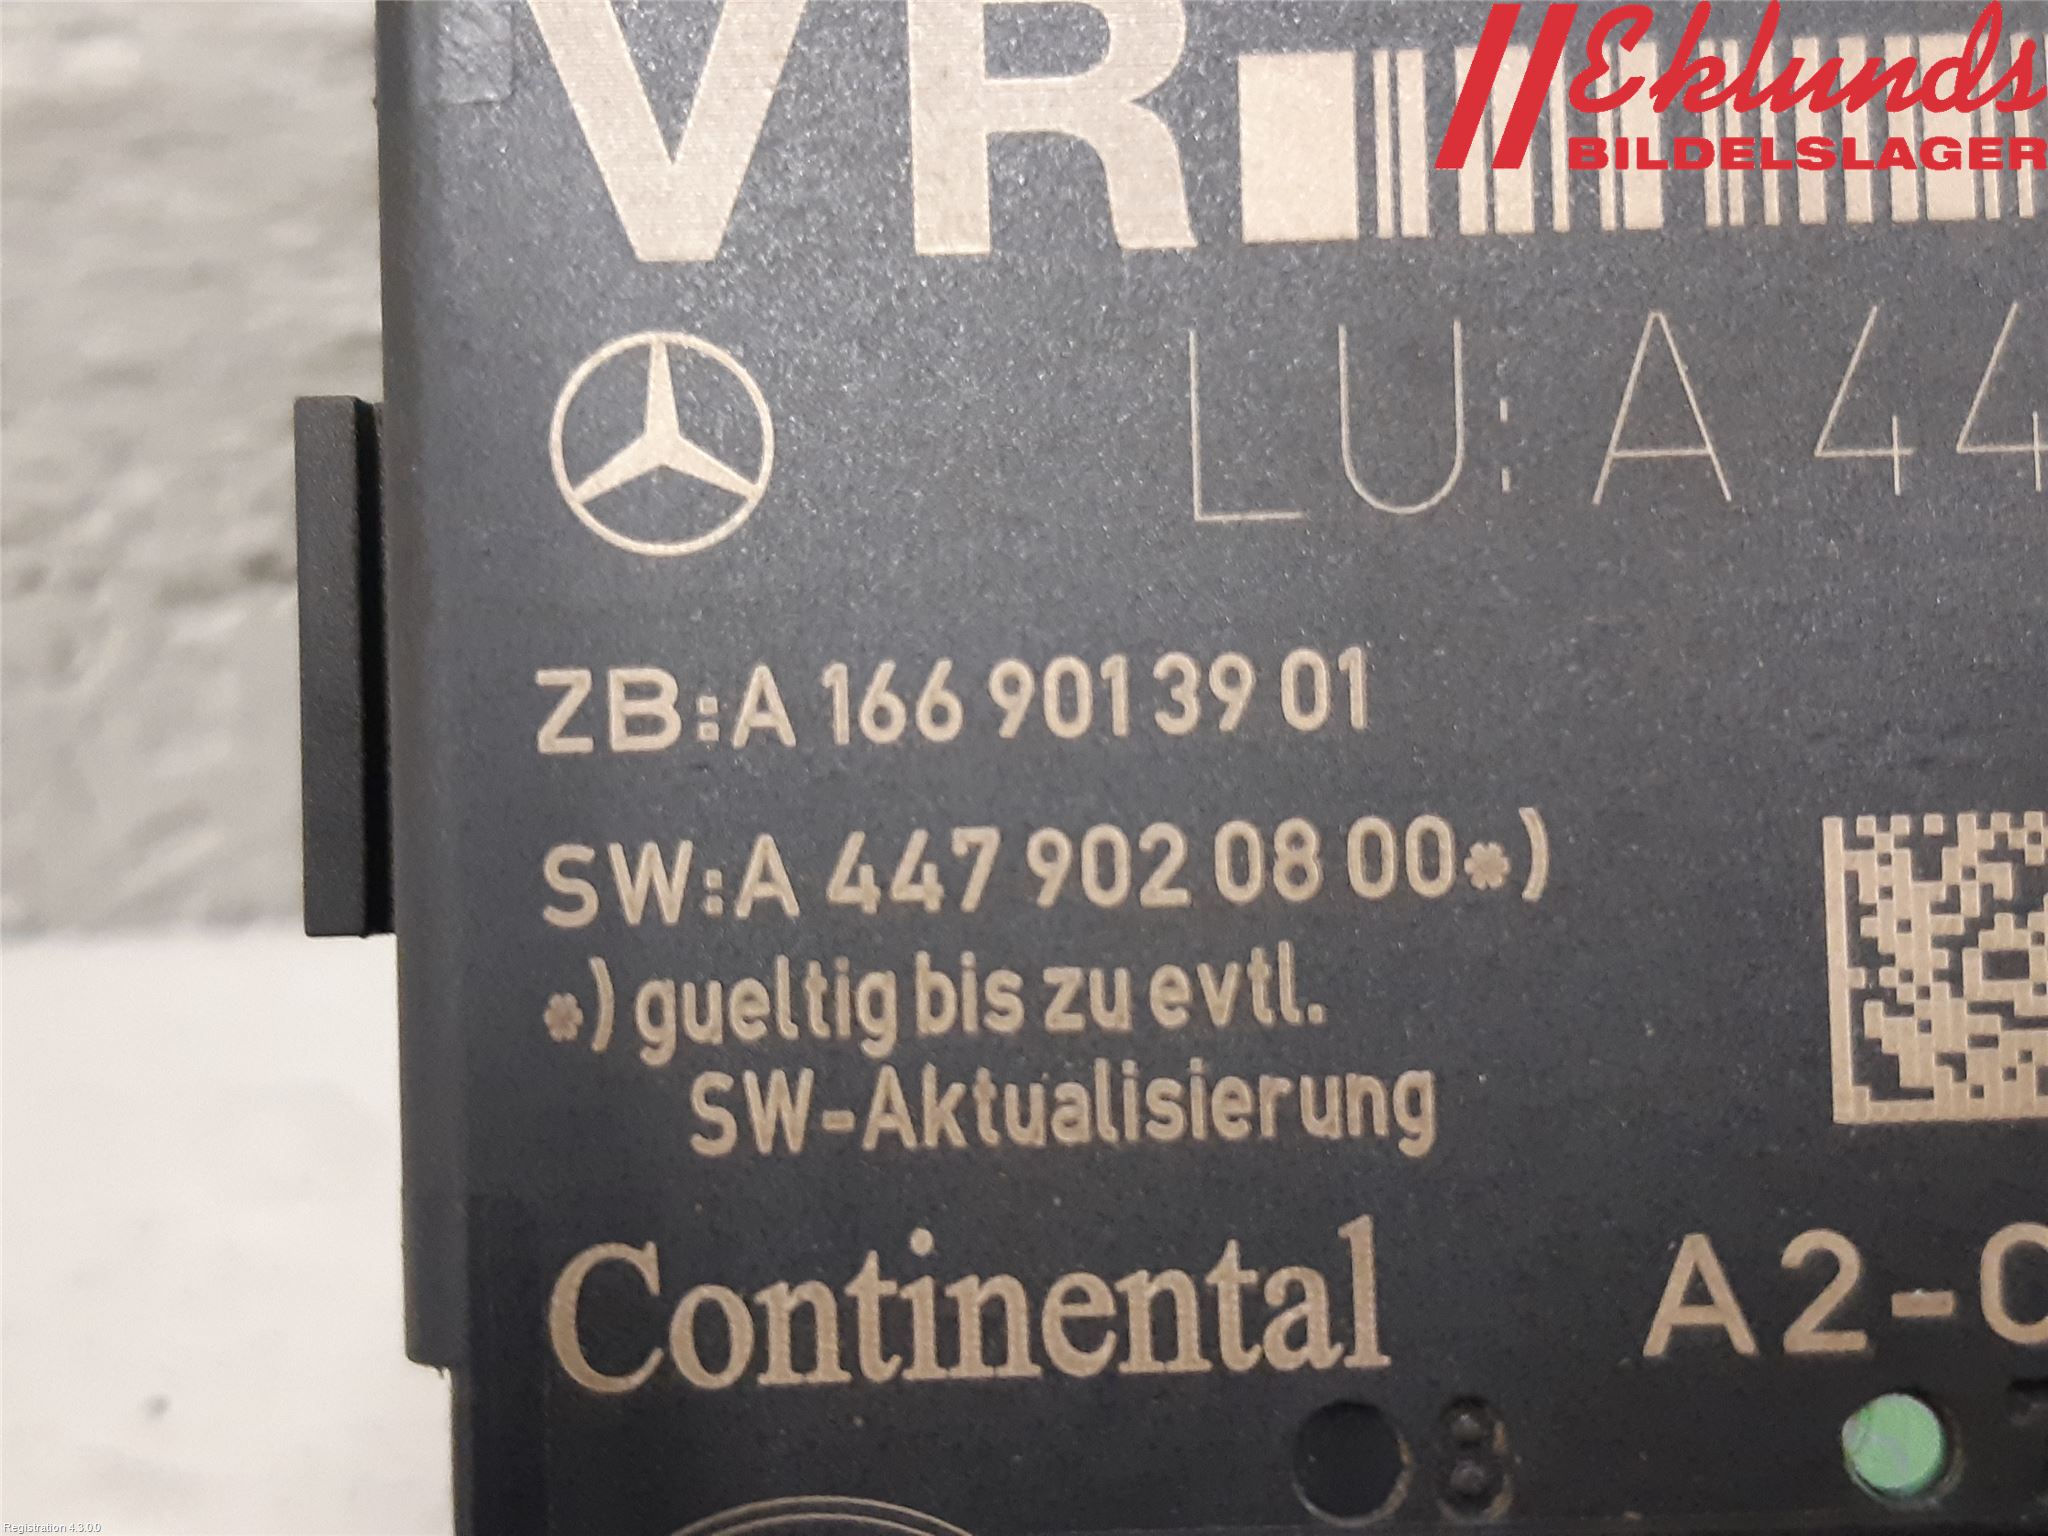 VR
Eklunds
BILDELSLAGER
LU: A 44
ZB:A 166 901 39 01
SW:A 447 902 08 00*)
*) gueltig bis zu evtl.
SW-Aktualisierung
Continental
A2-C
Registration 4.3.0.0